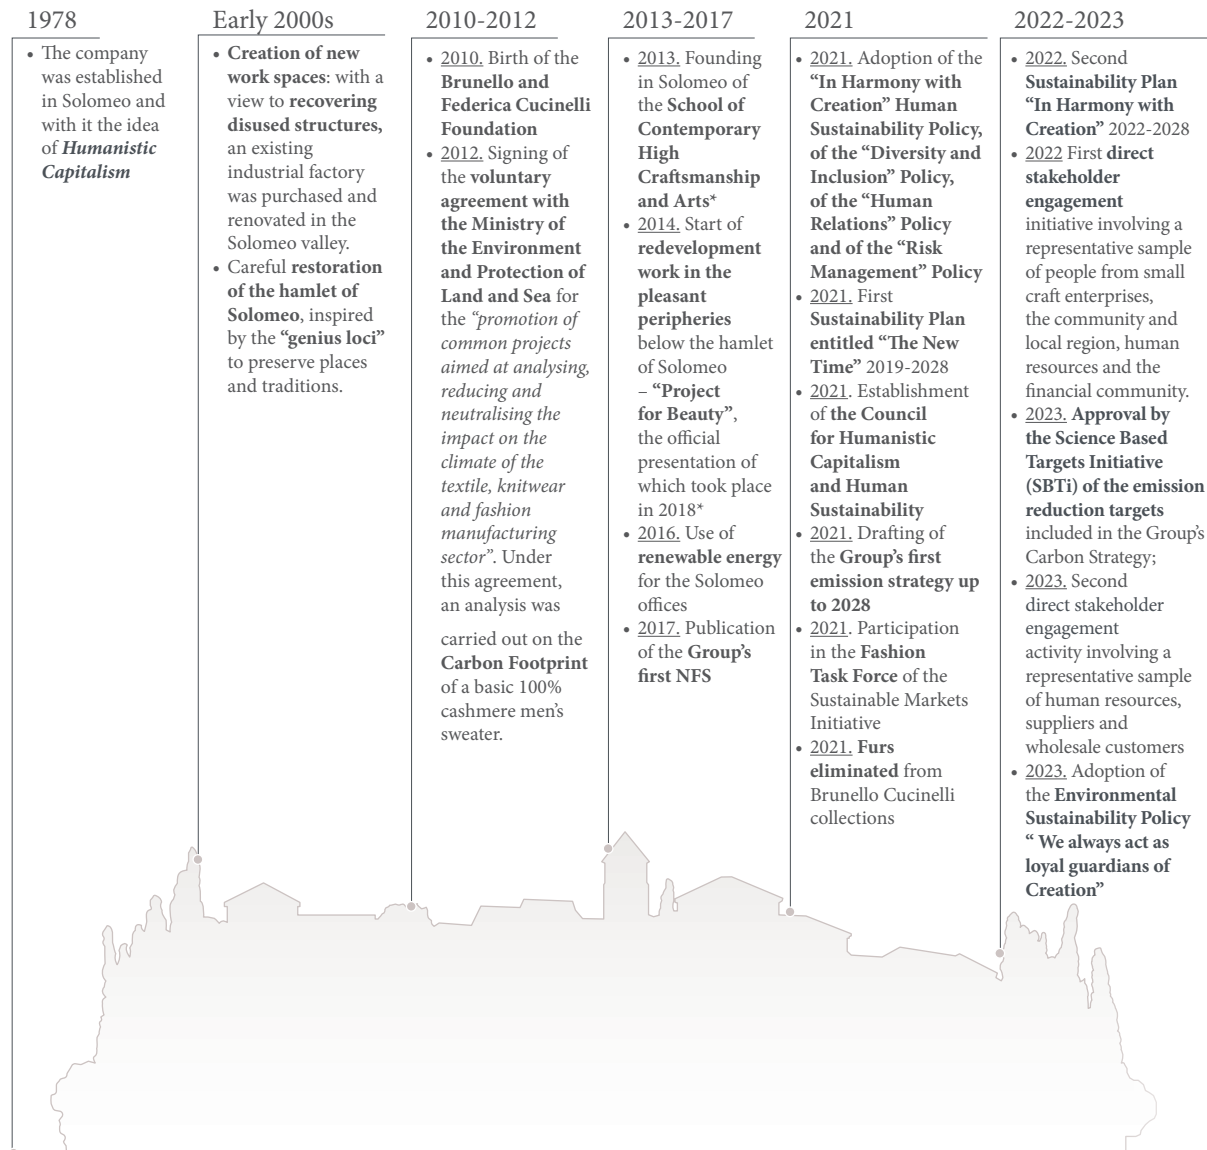 1978
• The company
was established
in Solomeo and
with it the idea
of Humanistic
Capitalism
Early 2000s
• Creation of new
work spaces: with a
view to recovering
disused structures,
an existing
industrial factory
was purchased and
renovated in the
Solomeo valley.
• Careful restoration
of the hamlet of
Solomeo, inspired
by the “genius loci”
to preserve places
and traditions.
2010-2012
• 2010. Birth of the
Brunello and
Federica Cucinelli
Foundation
• 2012. Signing of
the voluntary
agreement with
the Ministry of
the Environment
and Protection of
Land and Sea for
the “promotion of
common projects
aimed at analysing,
reducing and
neutralising the
impact on the
climate of the
textile, knitwear
and fashion
manufacturing
sector”. Under
this agreement,
an analysis was
carried out on the
Carbon Footprint
of a basic 100%
cashmere men’s
sweater.
2013-2017
• 2013. Founding
in Solomeo of
the School of
Contemporary
High
Craftsmanship
and Arts*
• 2014. Start of
redevelopment
work in the
pleasant
peripheries
below the hamlet
of Solomeo
– “Project
for Beauty”,
the official
presentation of
which took place
in 2018*
• 2016. Use of
renewable energy
for the Solomeo
offices
• 2017. Publication
of the Group’s
first NFS
2021
• 2021. Adoption of the
“In Harmony with
Creation” Human
Sustainability Policy,
of the “Diversity and
Inclusion” Policy,
of the “Human
Relations” Policy
and of the “Risk
Management” Policy
• 2021. First
Sustainability Plan
entitled “The New
Time” 2019-2028
• 2021. Establishment
of the Council
for Humanistic
Capitalism
and Human
Sustainability
• 2021. Drafting of
the Group’s first
emission strategy up
to 2028
• 2021. Participation
in the Fashion
Task Force of the
Sustainable Markets
Initiative
• 2021. Furs
eliminated from
Brunello Cucinelli
collections
2022-2023
• 2022. Second
Sustainability Plan
“In Harmony with
Creation” 2022-2028
• 2022 First direct
stakeholder
engagement
initiative involving a
representative sample
of people from small
craft enterprises,
the community and
local region, human
resources and the
financial community.
• 2023. Approval by
the Science Based
Targets Initiative
(SBTi) of the emission
reduction targets
included in the Group’s
Carbon Strategy;
• 2023. Second
direct stakeholder
engagement
activity involving a
representative sample
of human resources,
suppliers and
wholesale customers
• 2023. Adoption of
the Environmental
Sustainability Policy
“ We always act as
loyal guardians of
Creation”